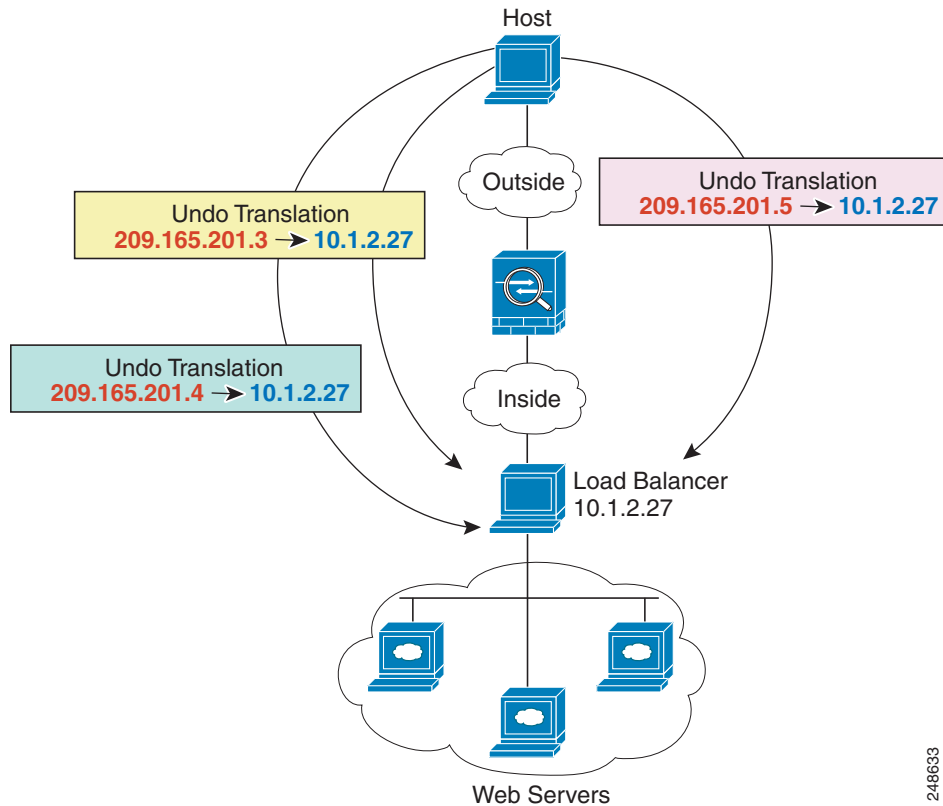 Host
Outside
Undo Translation
209.165.201.3 → 10.1.2.27
Undo Translation
209.165.201.5 → 10.1.2.27
Undo Translation
209.165.201.4 → 10.1.2.27
Inside
Load Balancer
10.1.2.27
Web Servers
248633